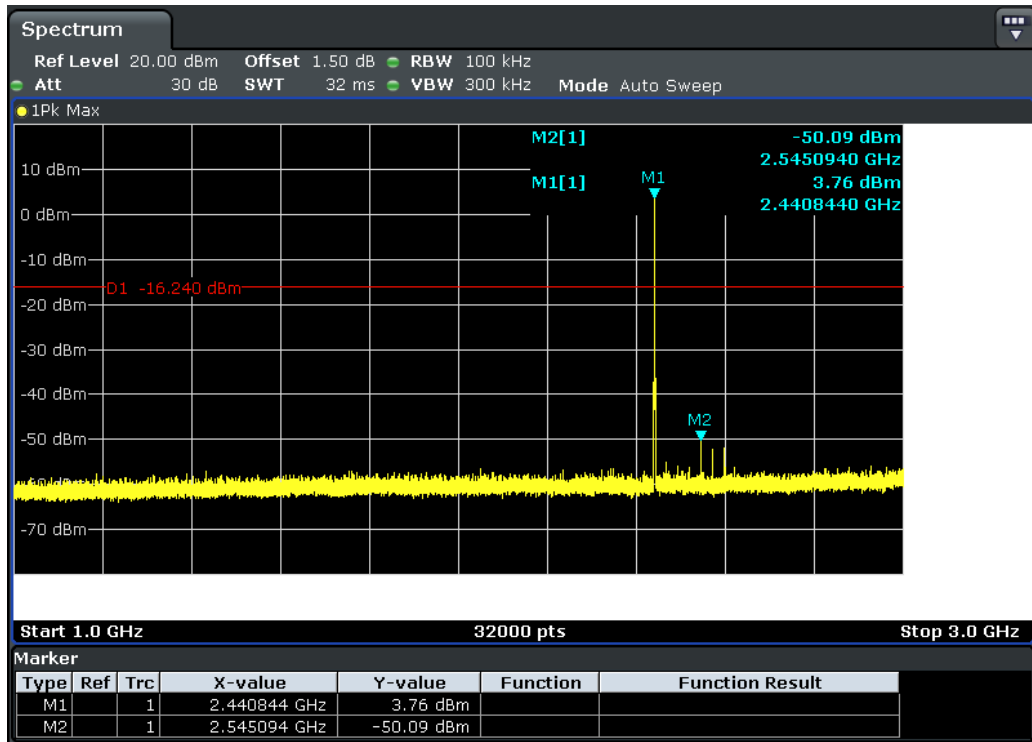 Spectrum
Ref Level 20.00 dBm Offset 1.50 dB RBW 100 kHz
Att 30 dB SWT 32 ms VBW 300 kHz Mode Auto Sweep
1Pk Max
M2[1] -50.09 dBm
2.5450940 GHz
10 dBm
M1[1] 3.76 dBm
2.4408440 GHz
M1
0 dBm
-10 dBm
D1 -16.240 dBm
-20 dBm
-30 dBm
-40 dBm
M2
-50 dBm
-70 dBm
Start 1.0 GHz 32000 pts Stop 3.0 GHz
Marker
Type Ref Trc X-value Y-value Function Function Result
M1 1 2.440844 GHz 3.76 dBm
M2 1 2.545094 GHz -50.09 dBm